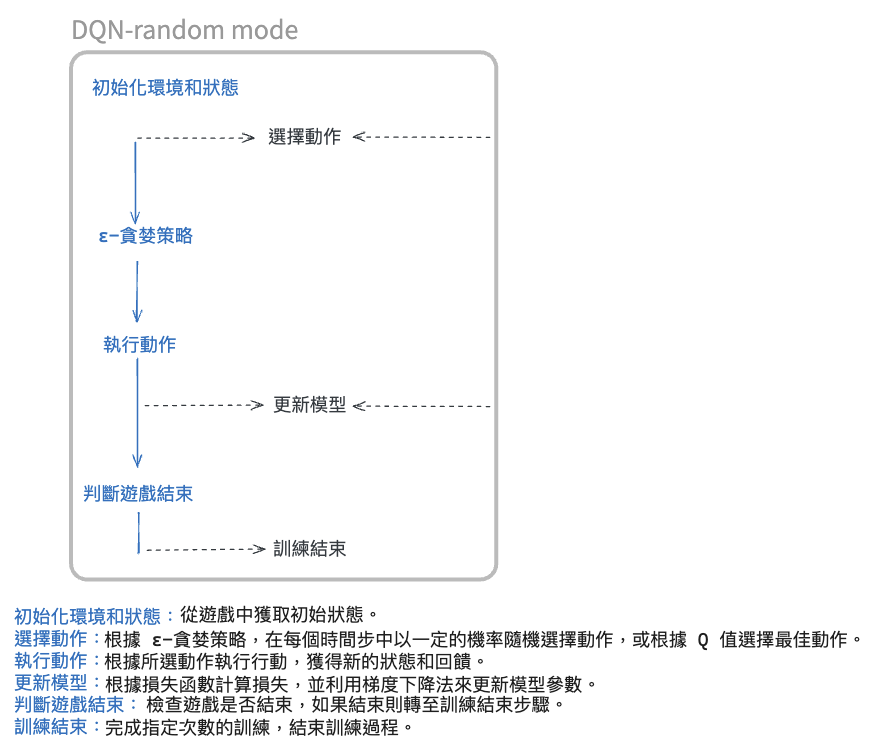 DQN-random mode
初始化環境和狀態
選擇動作
ε-貪婪策略
執行動作
更新模型
判斷遊戲結束
訓練結束
初始化環境和狀態：從遊戲中獲取初始狀態。
選擇動作：根據 ε-貪婪策略，在每個時間步中以一定的機率隨機選擇動作，或根據 Q 值選擇最佳動作。
執行動作：根據所選動作執行行動，獲得新的狀態和回饋。
更新模型：根據損失函數計算損失，並利用梯度下降法來更新模型參數。
判斷遊戲結束：檢查遊戲是否結束，如果結束則轉至訓練結束步驟。
訓練結束：完成指定次數的訓練，結束訓練過程。